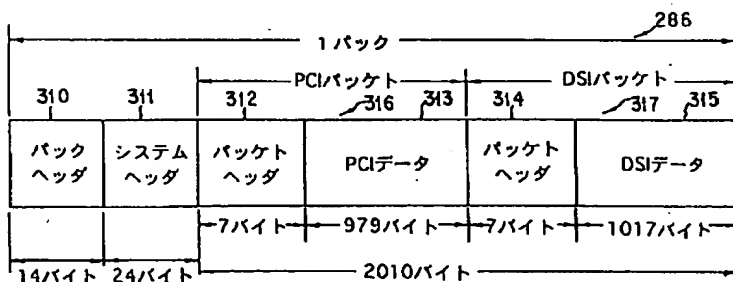 286
1パック
PCIパケット
DSIパケット
310
311
312
316
313
314
317
315
パック
ヘッダ
システム
ヘッダ
パケット
ヘッダ
PCIデータ
パケット
ヘッダ
DSIデータ
7バイト
979バイト
7バイト
1017バイト
14バイト
24バイト
2010バイト